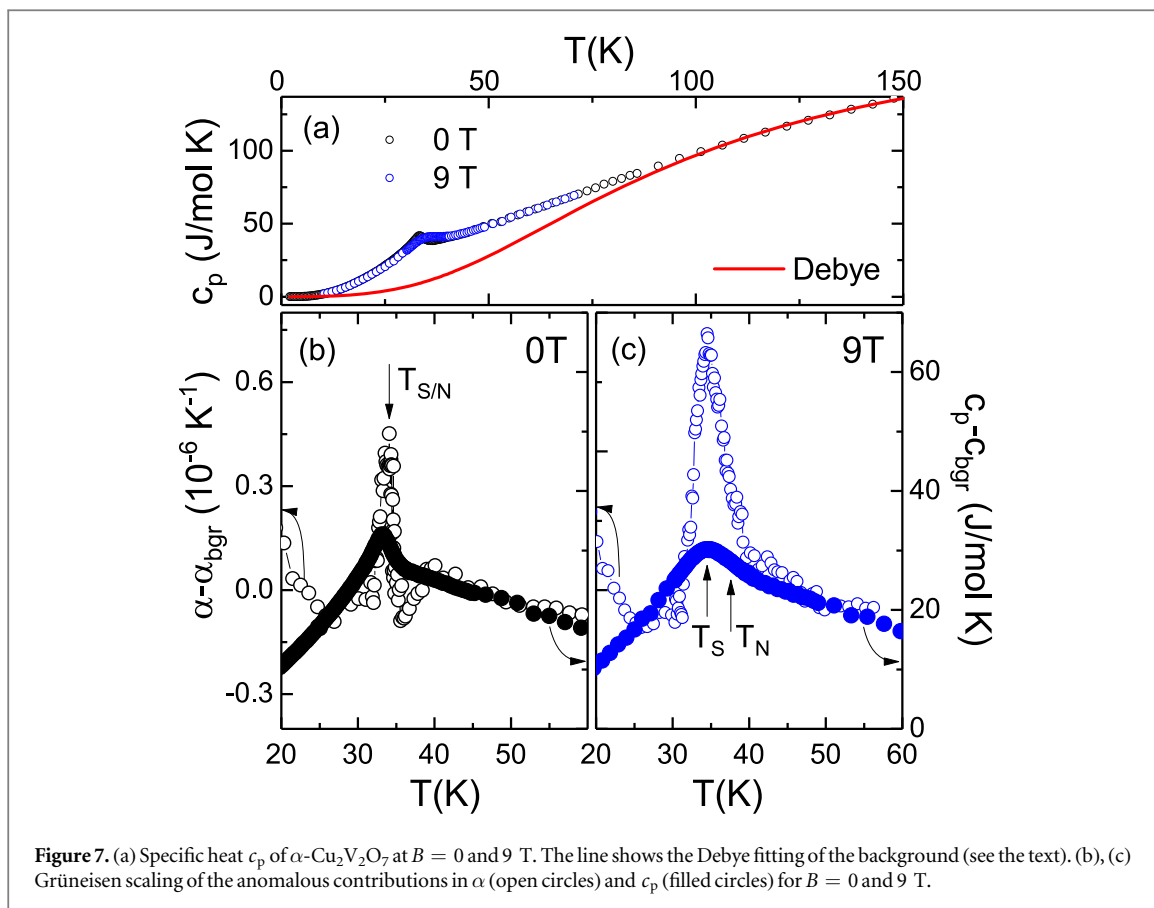 T(K)
0 50 100 150
(a)
0 T
9 T
c_p (J/mol K)
100
50
0
Debye
(b) 0T
T_S/N
α-α_bgr (10⁻⁶ K⁻¹)
0.6
0.3
0.0
-0.3
20 30 40 50
T(K)
(c) 9T
T_S T_N
c_p-c_bgr (J/mol K)
60
40
20
0
20 30 40 50 60
T(K)
Figure 7. (a) Specific heat c_p of α-Cu₂V₂O₇ at B = 0 and 9 T. The line shows the Debye fitting of the background (see the text). (b), (c)
Grüneisen scaling of the anomalous contributions in α (open circles) and c_p (filled circles) for B = 0 and 9 T.